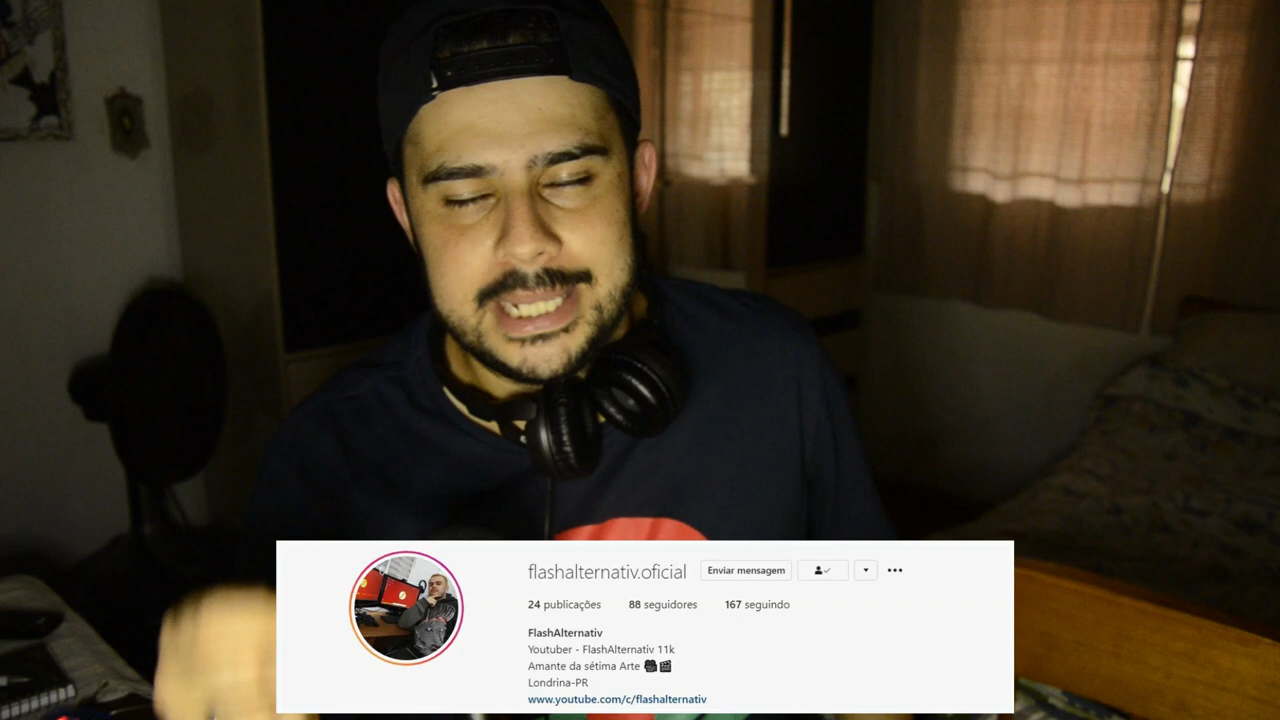 flashalternativ.oficial Enviar mensagem
24 publicações 88 seguidores 167 seguindo
FlashAlternativ
Youtuber - FlashAlternativ 11k
Amante da sétima Arte
Londrina-PR
www.youtube.com/c/flashalternativ